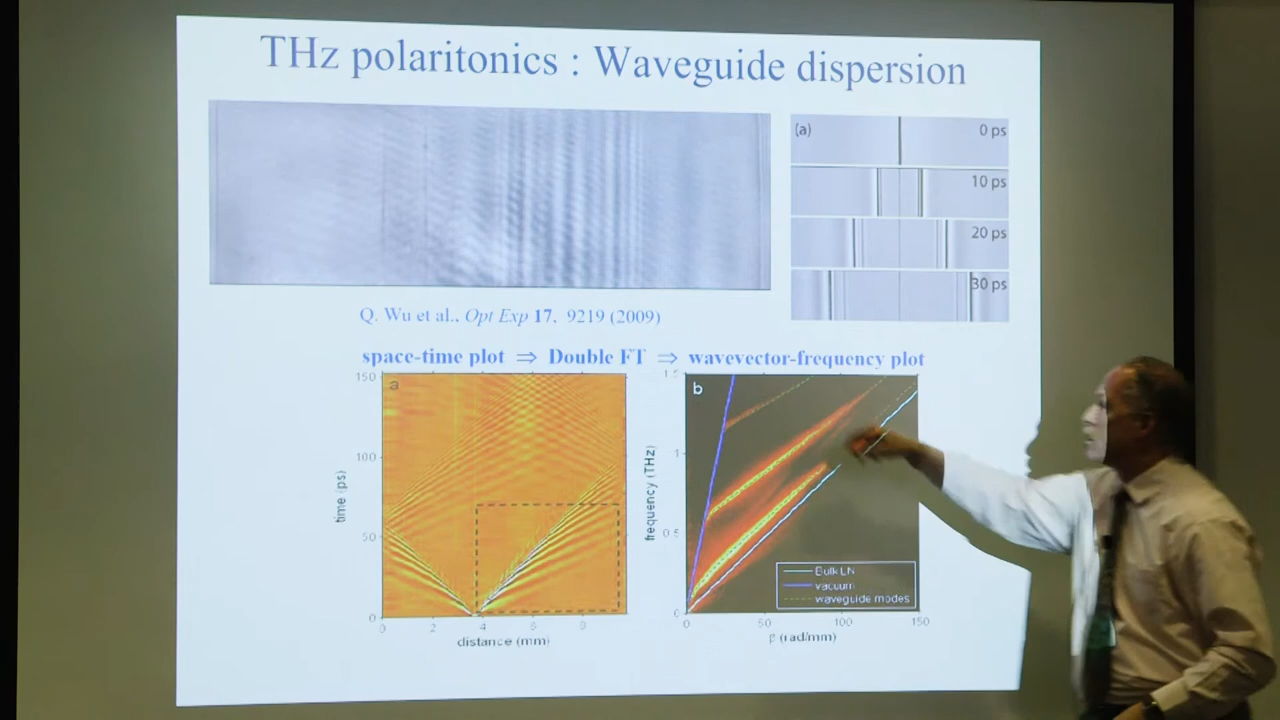 THz polaritonics : Waveguide dispersion
(a)
0 ps
10 ps
20 ps
30 ps
Q. Wu et al., Opt Exp 17, 9219 (2009)
space-time plot ⇒ Double FT ⇒ wavevector-frequency plot
a
150
100
50
0
time (ps)
0 2 4 6 8
distance (mm)
b
1.5
1
0.5
0
frequency (THz)
Bulk LN
vacuum
waveguide modes
0 50 100 150
β (rad/mm)